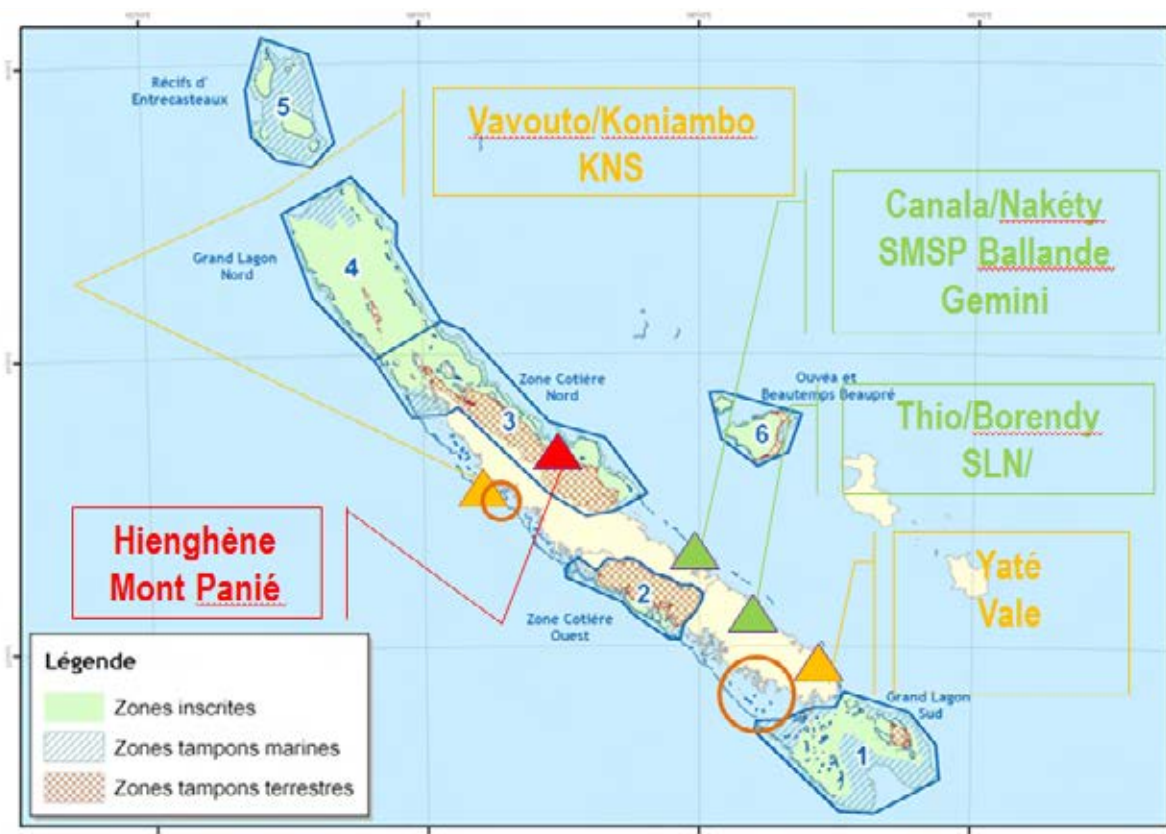 Récifs d'
Entrecasteaux
5
Vavouto/Koniambo
KNS
Canala/Nakéty
SMSP Ballande
Gemini
Grand Lagon
Nord
4
Zone Cotière
Nord
3
Ouvéa et
Beautemps Beaupré
6
Thio/Borendy
SLN/
Hienghène
Mont Panié
2
Zone Cotière
Ouest
Yaté
Vale
Grand Lagon
Sud
1
Légende
Zones inscrites
Zones tampons marines
Zones tampons terrestres